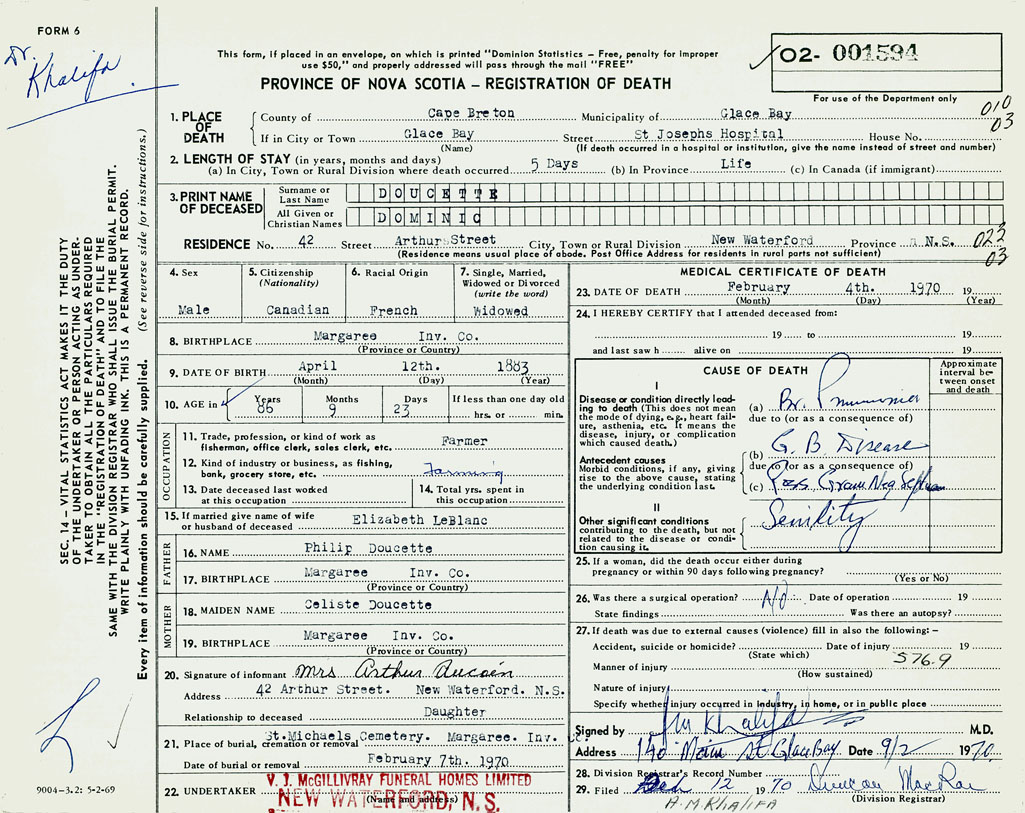 FORM 6
Dr.
Khalifa
This form, if placed in an envelope, on which is printed "Dominion Statistics – Free, penalty for improper
use $50," and properly addressed will pass through the mail "FREE"
PROVINCE OF NOVA SCOTIA – REGISTRATION OF DEATH
02- 001594
For use of the Department only
010
03
1. PLACE OF DEATH
County of Cape Breton Municipality of Glace Bay
If in City or Town Glace Bay Street St Josephs Hospital House No.
(Name) (If death occurred in a hospital or institution, give the name instead of street and number)
2. LENGTH OF STAY (in years, months and days)
(a) In City, Town or Rural Division where death occurred 5 Days (b) In Province Life (c) In Canada (if immigrant)
3. PRINT NAME OF DECEASED
Surname or Last Name DOUCETTE
All Given or Christian Names DOMINIC
RESIDENCE No. 42 Street Arthur Street City, Town or Rural Division New Waterford Province N.S.
(Residence means usual place of abode. Post Office Address for residents in rural parts not sufficient)
023
03
4. Sex
Male
5. Citizenship
(Nationality)
Canadian
6. Racial Origin
French
7. Single, Married,
Widowed or Divorced
(write the word)
Widowed
8. BIRTHPLACE Margaree Inv. Co.
(Province or Country)
9. DATE OF BIRTH April 12th. 1883
(Month) (Day) (Year)
10. AGE in Years Months Days If less than one day old
86 9 23 hrs. or min.
OCCUPATION
11. Trade, profession, or kind of work as
fisherman, office clerk, sales clerk, etc. Farmer
12. Kind of industry or business, as fishing,
bank, grocery store, etc. Farming
13. Date deceased last worked
at this occupation
14. Total yrs. spent in
this occupation
15. If married give name of wife
or husband of deceased Elizabeth LeBlanc
FATHER
16. NAME Philip Doucette
17. BIRTHPLACE Margaree Inv. Co.
(Province or Country)
MOTHER
18. MAIDEN NAME Celiste Doucette
19. BIRTHPLACE Margaree Inv. Co.
(Province or Country)
20. Signature of informant Mrs Arthur Aucoin
Address 42 Arthur Street. New Waterford. N.S.
Relationship to deceased Daughter
21. Place of burial, cremation or removal St.Michaels Cemetery. Margaree. Inv. Co.
Date of burial or removal February 7th. 1970
22. UNDERTAKER
(Name and address)
V. J. McGILLIVRAY FUNERAL HOMES LIMITED
NEW WATERFORD, N. S.
MEDICAL CERTIFICATE OF DEATH
23. DATE OF DEATH February 4th. 1970 19
(Month) (Day) (Year)
24. I HEREBY CERTIFY that I attended deceased from:
19 to 19
and last saw h alive on 19
CAUSE OF DEATH
Approximate interval between onset and death
I
Disease or condition directly leading to death (This does not
mean the mode of dying, e.g., heart failure,
asthenia, etc. It means the
disease, injury, or complication
which caused death.)
(a) Br. Pneumonia
due to (or as a consequence of)
Antecedent causes
Morbid conditions, if any, giving
rise to the above cause, stating
the underlying condition last.
(b) G. B. Disease
due to (or as a consequence of)
(c) Poss Gram Neg
II
Other significant conditions
contributing to the death, but not
related to the disease or condition
causing it.
Senility
25. If a woman, did the death occur either during
pregnancy or within 90 days following pregnancy?
(Yes or No)
26. Was there a surgical operation? No Date of operation 19
State findings Was there an autopsy?
27. If death was due to external causes (violence) fill in also the following: –
Accident, suicide or homicide? Date of injury 19
(State which)
576.9
Manner of injury
(How sustained)
Nature of injury
Specify whether injury occurred in industry, in home, or in public place
Signed by M.D.
Address 140 Main St Glace Bay Date 9/2 1970
28. Division Registrar's Record Number
29. Filed 12 1970 Duncan MacRae
(Division Registrar)
H.M.KHALIFA
SEC. 14 – VITAL STATISTICS ACT MAKES IT THE DUTY
OF THE UNDERTAKER OR PERSON ACTING AS UNDER-
TAKER TO OBTAIN ALL THE PARTICULARS REQUIRED
IN THE "REGISTRATION OF DEATH" AND TO FILE THE
SAME WITH THE DIVISION REGISTRAR WHO SHALL ISSUE THE BURIAL PERMIT.
WRITE PLAINLY WITH UNFADING INK. THIS IS A PERMANENT RECORD.
Every item of information should be carefully supplied. (See reverse side for instructions.)
9004–3.2: 5-2-69